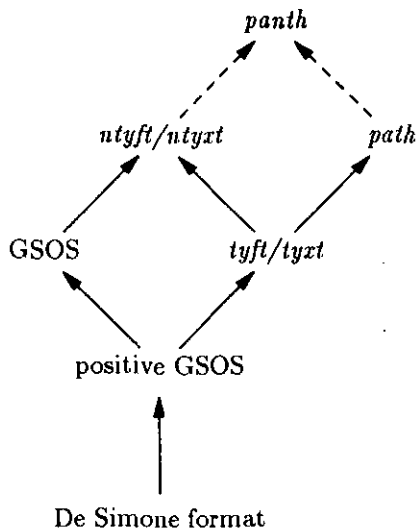 panth
ntyft/ntyxt
path
GSOS
tyft/tyxt
positive GSOS
De Simone format